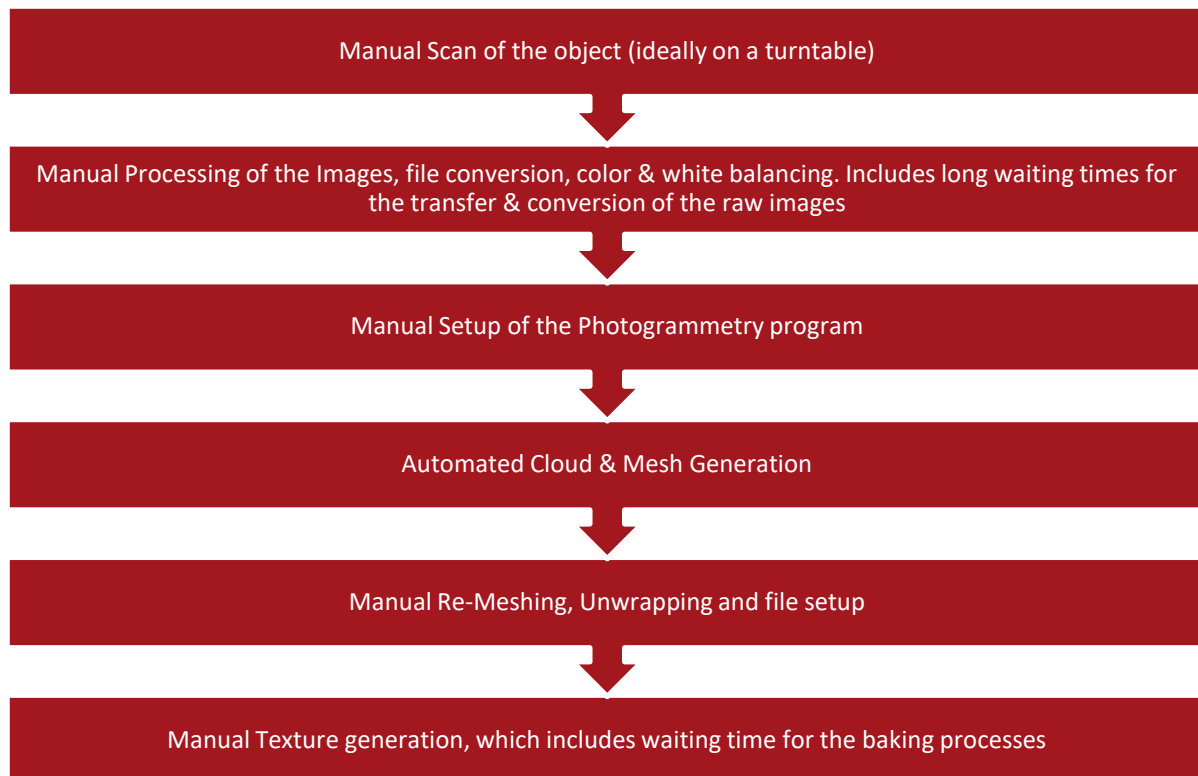 Manual Scan of the object (ideally on a turntable)
Manual Processing of the Images, file conversion, color & white balancing. Includes long waiting times for
the transfer & conversion of the raw images
Manual Setup of the Photogrammetry program
Automated Cloud & Mesh Generation
Manual Re-Meshing, Unwrapping and file setup
Manual Texture generation, which includes waiting time for the baking processes